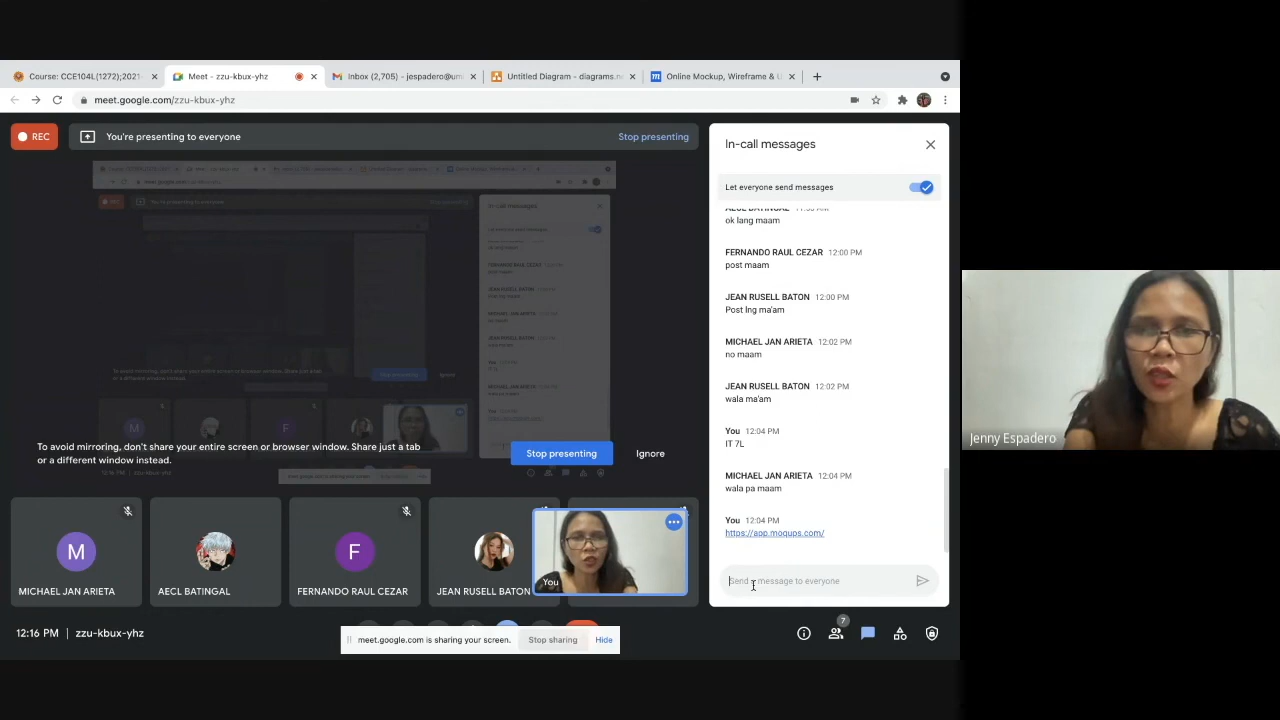 Course: CCE104L(1272);2021-
Meet - zzu-kbux-yhz
Inbox (2,705) - jespadero@um
Untitled Diagram - diagrams.n
Online Mockup, Wireframe & U
meet.google.com/zzu-kbux-yhz
REC
You're presenting to everyone
Stop presenting
In-call messages
Let everyone send messages
ok lang maam
FERNANDO RAUL CEZAR 12:00 PM
post maam
JEAN RUSELL BATON 12:00 PM
Post lng ma'am
MICHAEL JAN ARIETA 12:02 PM
no maam
JEAN RUSELL BATON 12:02 PM
wala ma'am
You 12:04 PM
IT 7L
MICHAEL JAN ARIETA 12:04 PM
wala pa maam
You 12:04 PM
https://app.moqups.com/
Send a message to everyone
In-call messages
To avoid mirroring, don't share your entire screen or browser window. Share just a tab
or a different window instead.
Stop presenting
Ignore
MICHAEL JAN ARIETA
AECL BATINGAL
FERNANDO RAUL CEZAR
JEAN RUSELL BATON
You
M
F
12:16 PM | zzu-kbux-yhz
meet.google.com is sharing your screen.
Stop sharing
Hide
7
Jenny Espadero